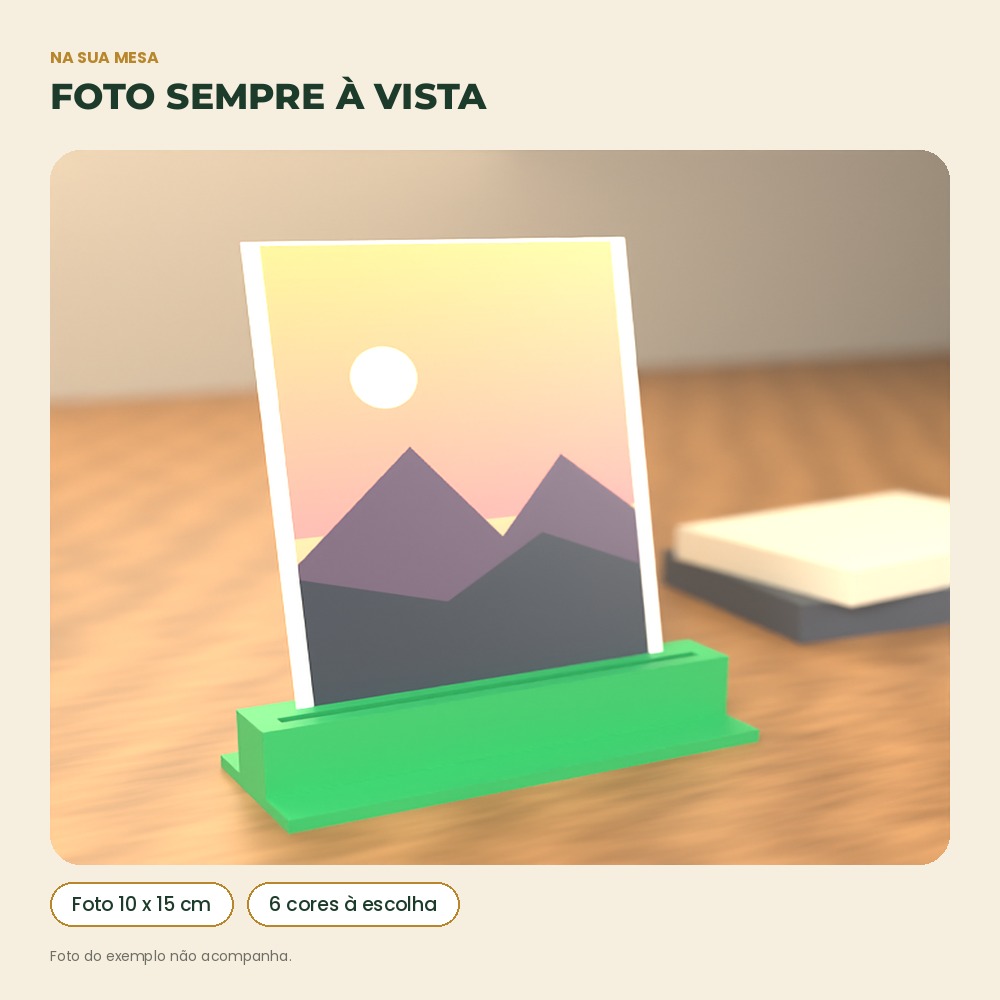 NA SUA MESA
FOTO SEMPRE À VISTA
Foto 10 x 15 cm
6 cores à escolha
Foto do exemplo não acompanha.